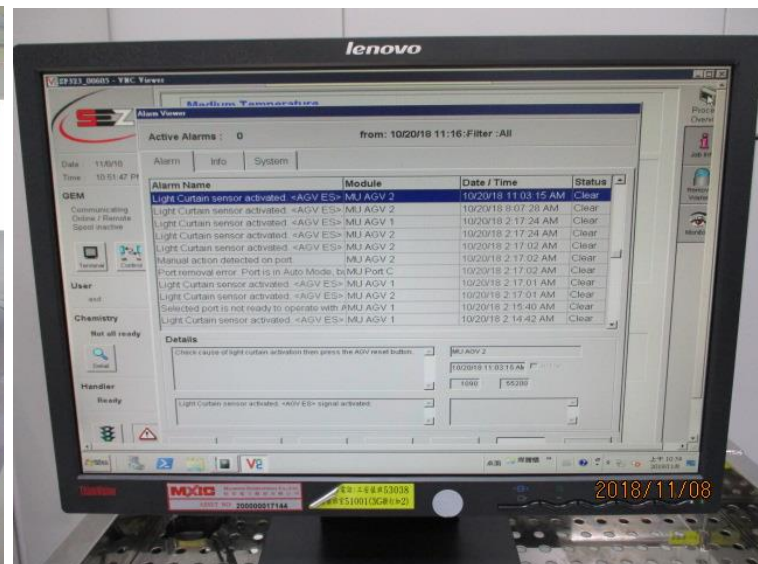 lenovo
VNC Viewer
Medium Temperature
Alarm Viewer
SEZ
Active Alarms : 0
from: 10/20/18 11:16:Filter :All
Date 11/8/18
Time 10:51:47
Alarm
Info
System
Alarm Name Module Date / Time Status
Light Curtain sensor activated. <AGV ES> MU AGV 2 10/20/18 11:03:15 AM Clear
Light Curtain sensor activated. <AGV ES> MU AGV 2 10/20/18 8:07:28 AM Clear
Light Curtain sensor activated. <AGV ES> MU AGV 1 10/20/18 2:17:24 AM Clear
Light Curtain sensor activated. <AGV ES> MU AGV 2 10/20/18 2:17:24 AM Clear
Light Curtain sensor activated. <AGV ES> MU AGV 2 10/20/18 2:17:02 AM Clear
Manual action detected on port. MU AGV 2 10/20/18 2:17:02 AM Clear
Port removal error. Port is in Auto Mode, bu MU Port C 10/20/18 2:17:02 AM Clear
Light Curtain sensor activated. <AGV ES> MU AGV 1 10/20/18 2:17:01 AM Clear
Light Curtain sensor activated. <AGV ES> MU AGV 2 10/20/18 2:17:01 AM Clear
Selected port is not ready to operate with A MU AGV 1 10/20/18 2:15:40 AM Clear
Light Curtain sensor activated. <AGV ES> MU AGV 1 10/20/18 2:14:42 AM Clear
GEM
Communicating
Online / Remote
Spool inactive
Terminal
Control
User
Chemistry
Not all ready
Detail
Handler
Ready
Job Info
Details
Check cause of light curtain activation then press the AGV reset button.
MU AGV 2
10/20/18 11:03:15 AM
Light Curtain sensor activated. <AGV ES> signal activated.
ThinkVision
MXIC
200000017144
53038
2018/11/08